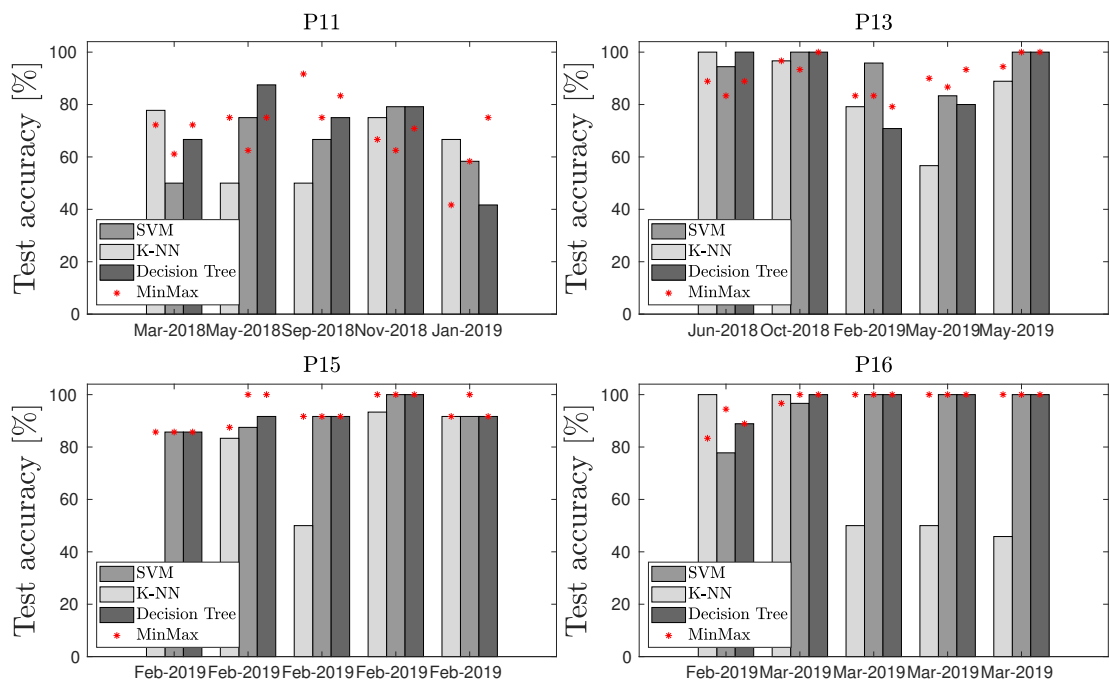 P11
Test accuracy [%]
100
80
60
40
20
0
SVM
K-NN
Decision Tree
MinMax
Mar-2018 May-2018 Sep-2018 Nov-2018 Jan-2019
P13
Test accuracy [%]
100
80
60
40
20
0
SVM
K-NN
Decision Tree
MinMax
Jun-2018 Oct-2018 Feb-2019 May-2019 May-2019
P15
Test accuracy [%]
100
80
60
40
20
0
SVM
K-NN
Decision Tree
MinMax
Feb-2019 Feb-2019 Feb-2019 Feb-2019 Feb-2019
P16
Test accuracy [%]
100
80
60
40
20
0
SVM
K-NN
Decision Tree
MinMax
Feb-2019 Mar-2019 Mar-2019 Mar-2019 Mar-2019